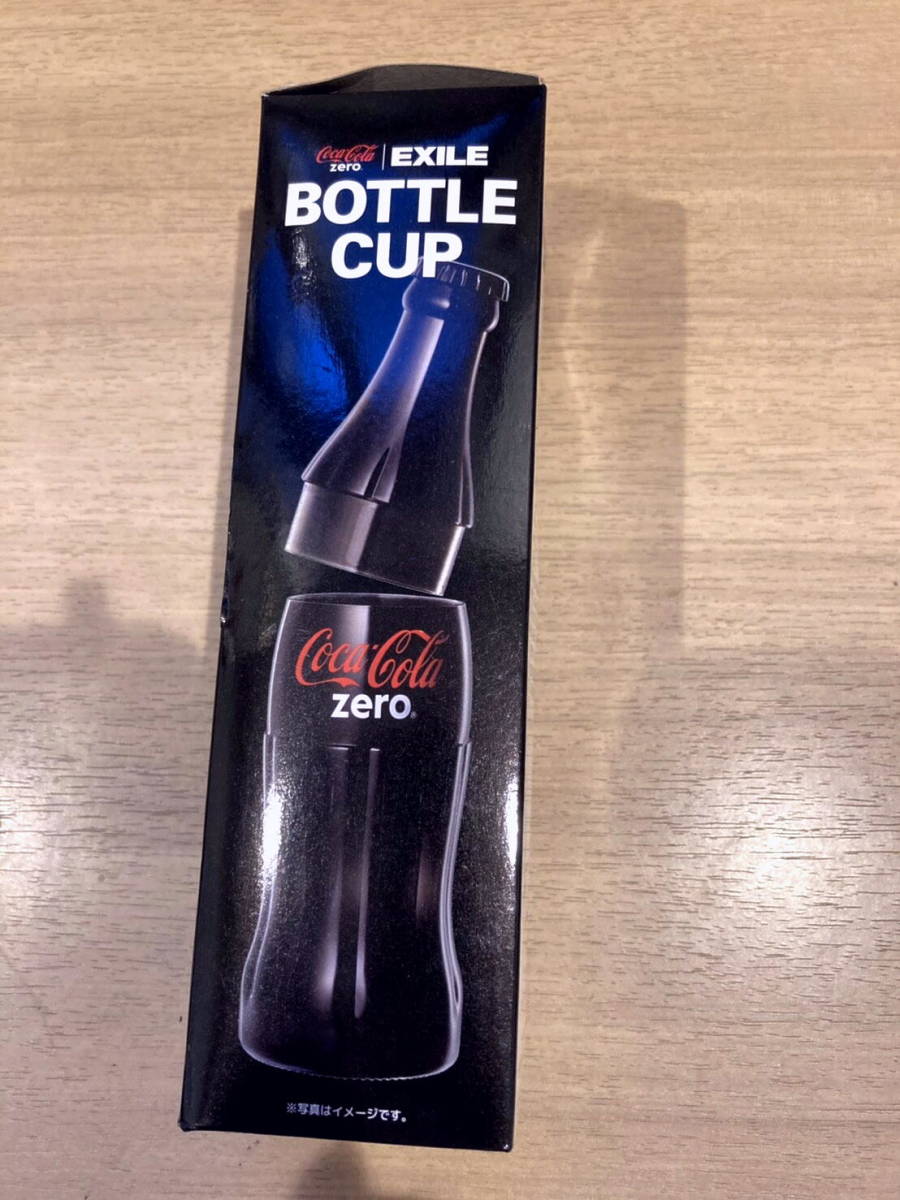 Coca-Cola zero | EXILE
BOTTLE
CUP
Coca-Cola
zero®
※写真はイメージです。